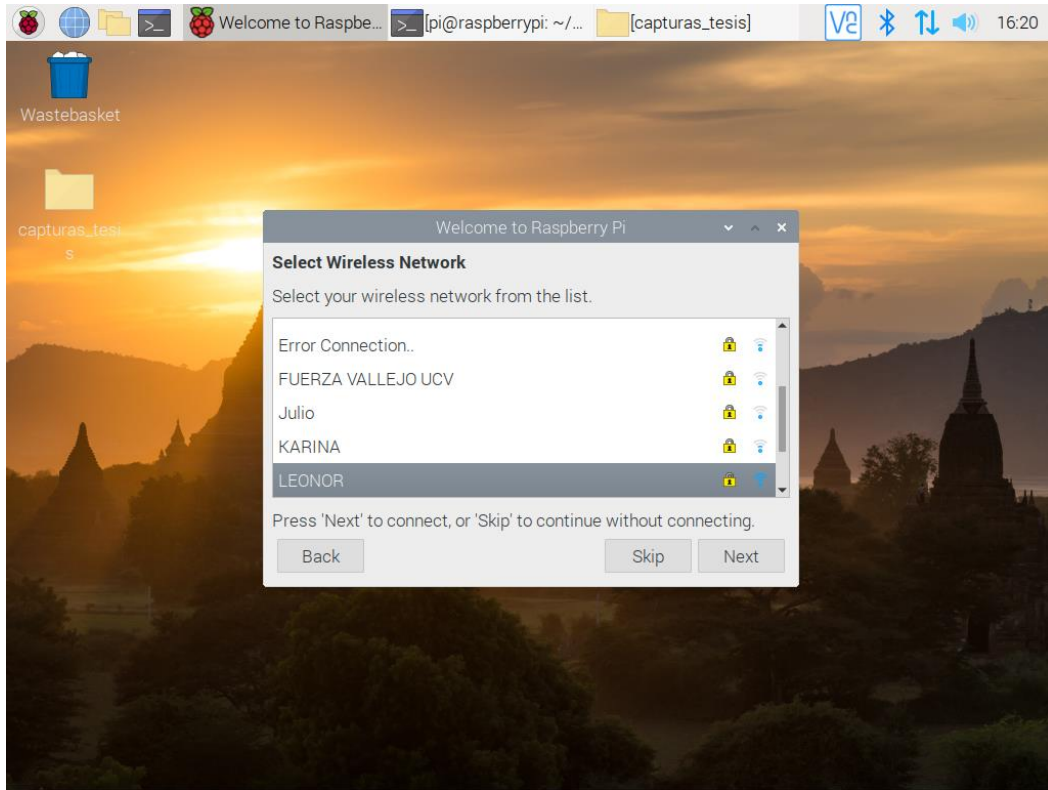 Welcome to Raspbe... [pi@raspberrypi: ~/... [capturas_tesis] V2 16:20
Wastebasket
capturas_tesi
s
Welcome to Raspberry Pi
Select Wireless Network
Select your wireless network from the list.
Error Connection..
FUERZA VALLEJO UCV
Julio
KARINA
LEONOR
Press 'Next' to connect, or 'Skip' to continue without connecting.
Back Skip Next